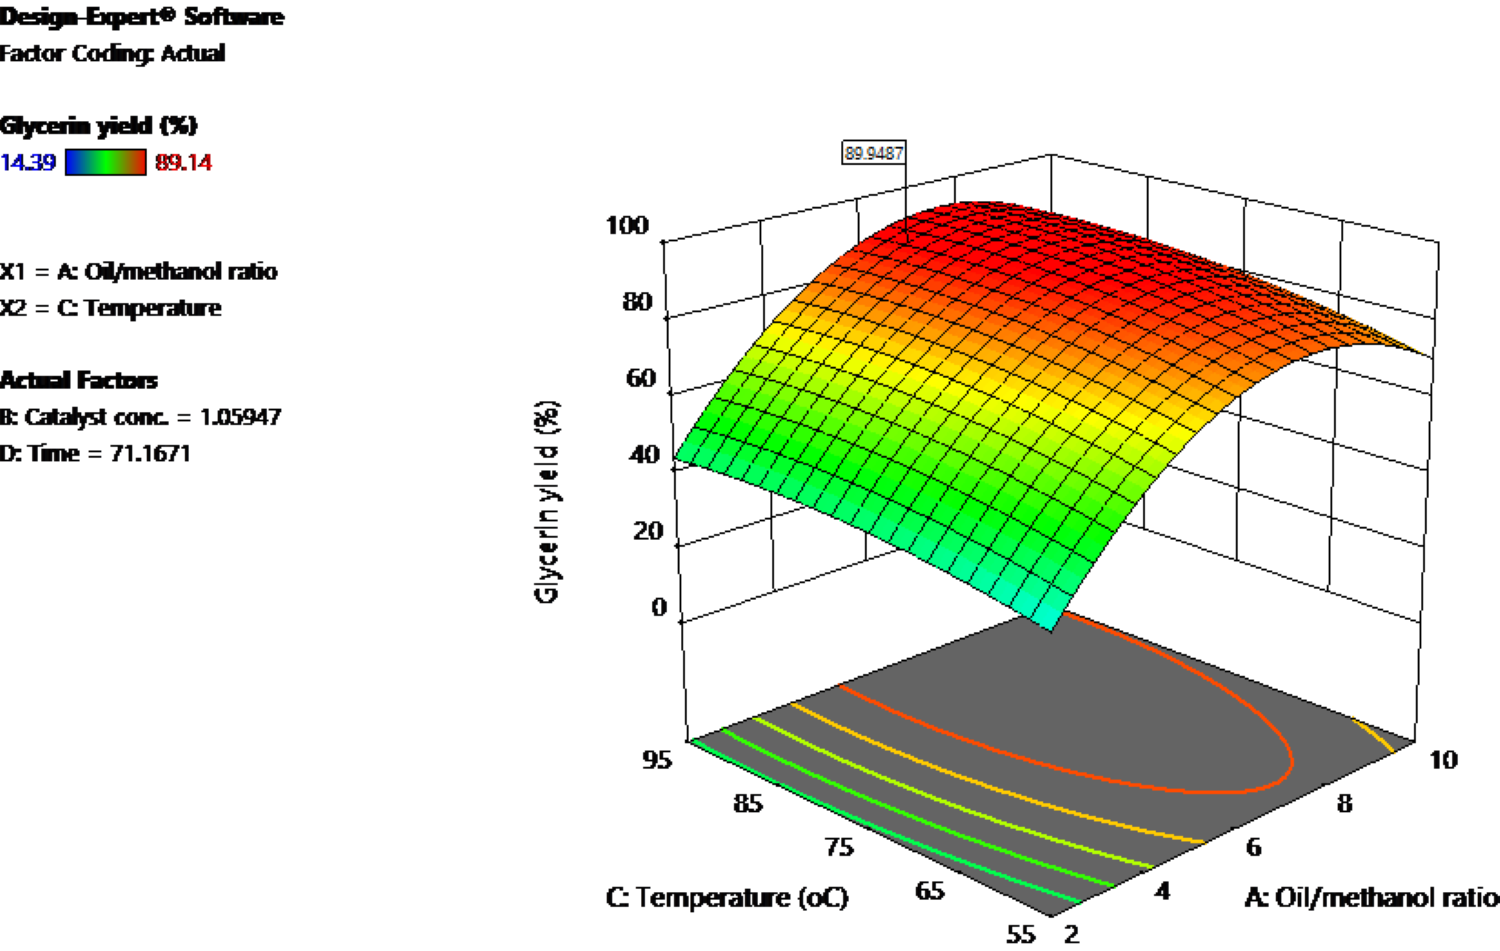 Design-Expert® Software
Factor Coding: Actual
Glycerin yield (%)
14.39 89.14
X1 = A: Oil/methanol ratio
X2 = C: Temperature
Actual Factors
B: Catalyst conc. = 1.05947
D: Time = 71.1671
89.9487
100
80
60
40
20
0
Glycerin yield (%)
95
85
75
65
55
C: Temperature (oC)
2
4
6
8
10
A: Oil/methanol ratio